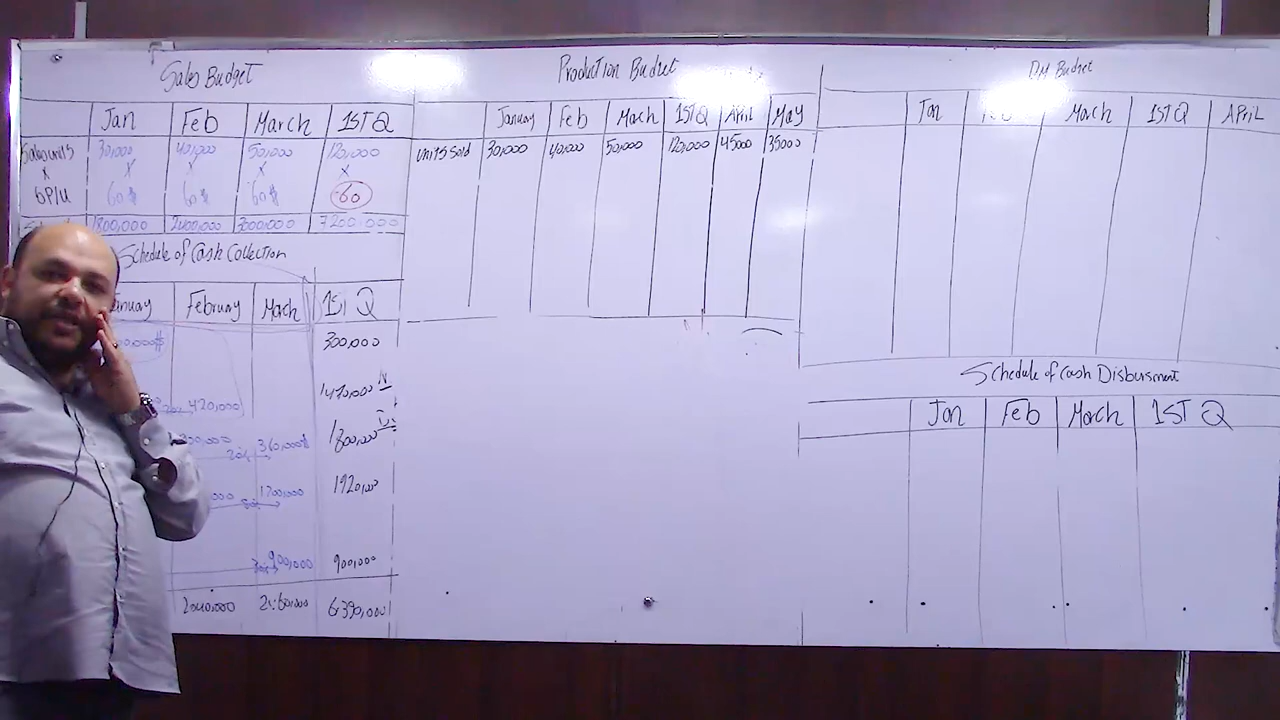 Sales Budget
Jan Feb March 1ST Q
Sales units 30,000 40,000 50,000 120,000
x x x x x
SP/U 60$ 60$ 60$ 60
1800,000 2400,000 3000,000 7200,000
Schedule of Cash Collection
nuary February March 1ST Q
300,000
420,000 1470,000
360,000$ 1800,000
20%
1200,000 1920,000
900,000 900,000
2040,000 6390,000
Production Budget
January Feb March 1ST Q April May
units sold 30,000 40,000 50,000 120,000 45000 35000
DM Budget
Jan March 1ST Q APRIL
Schedule of Cash Disbursment
Jan Feb March 1ST Q